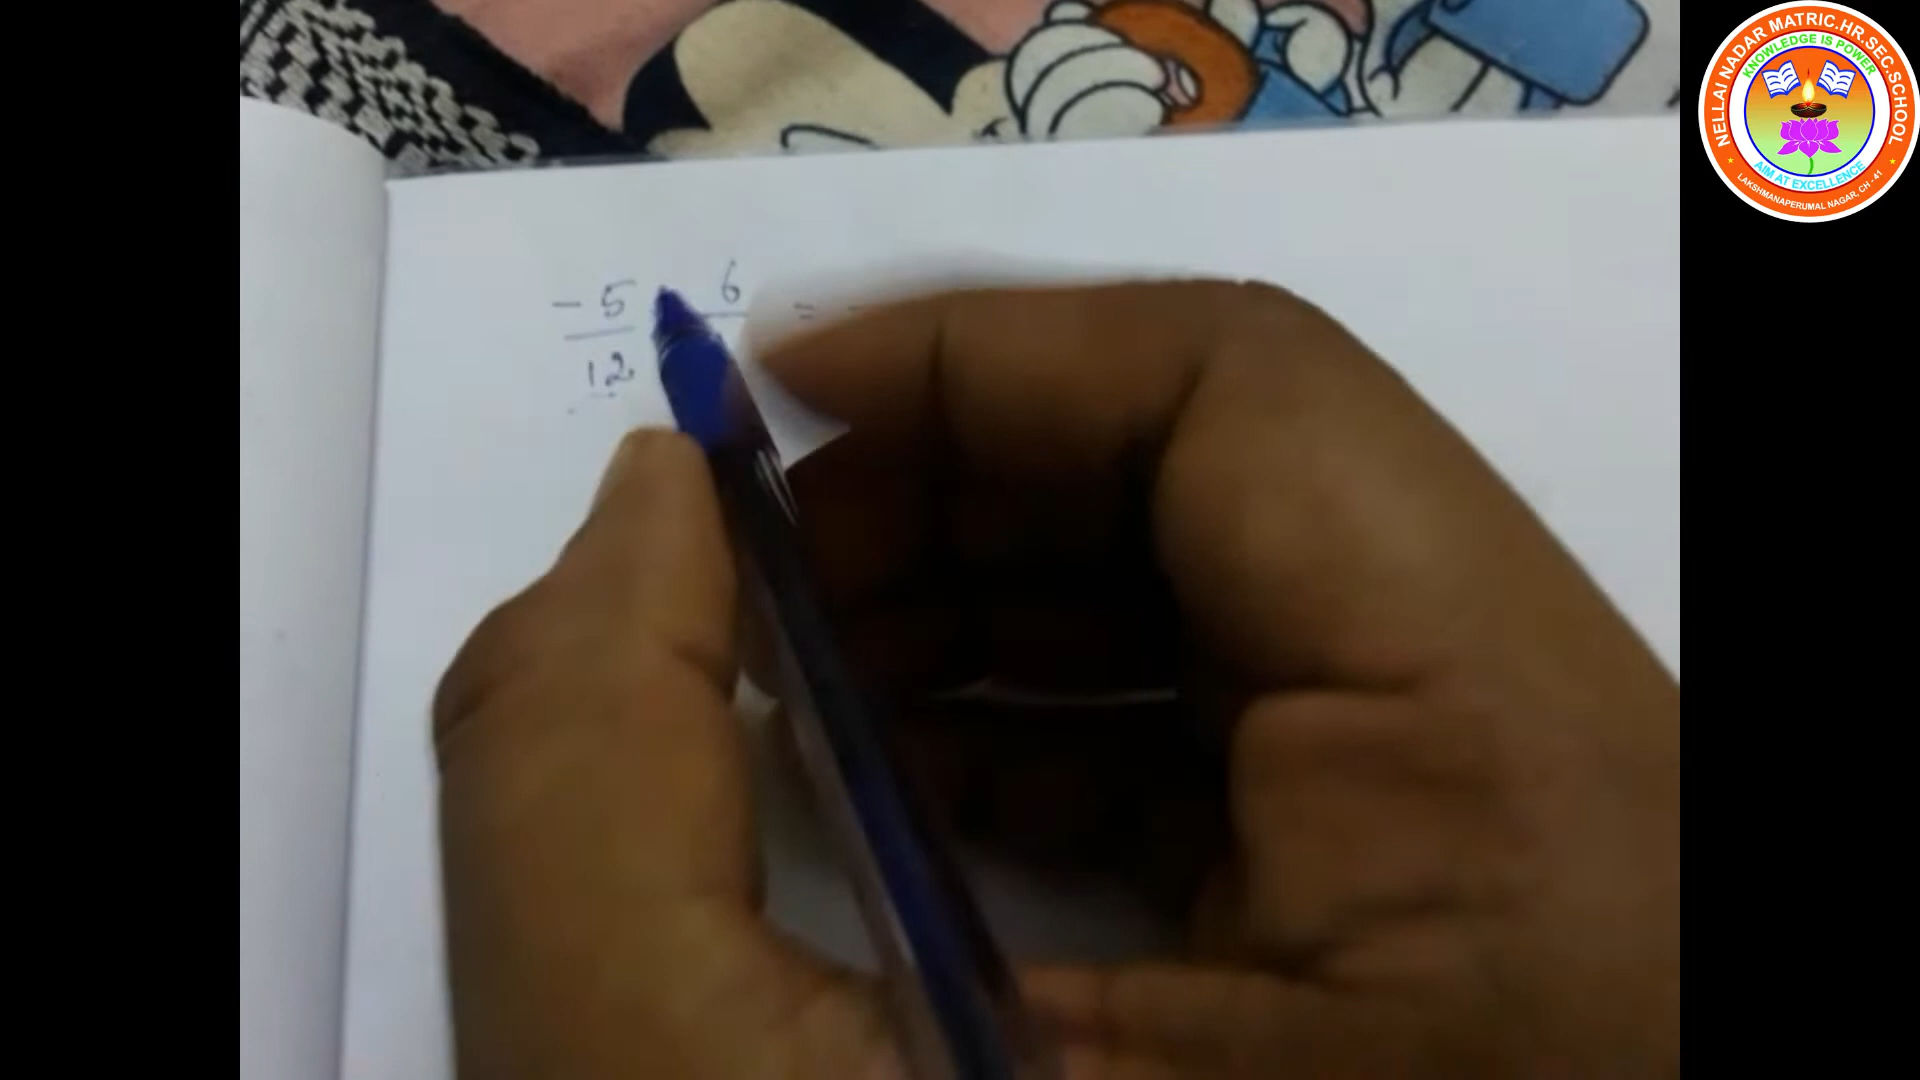 - 5   6   = -
12
NELLAI NADAR MATRIC.HR.SEC.SCHOOL
KNOWLEDGE IS POWER
AIM AT EXCELLENCE
LAKSHMANAPERUMAL NAGAR, CH - 41